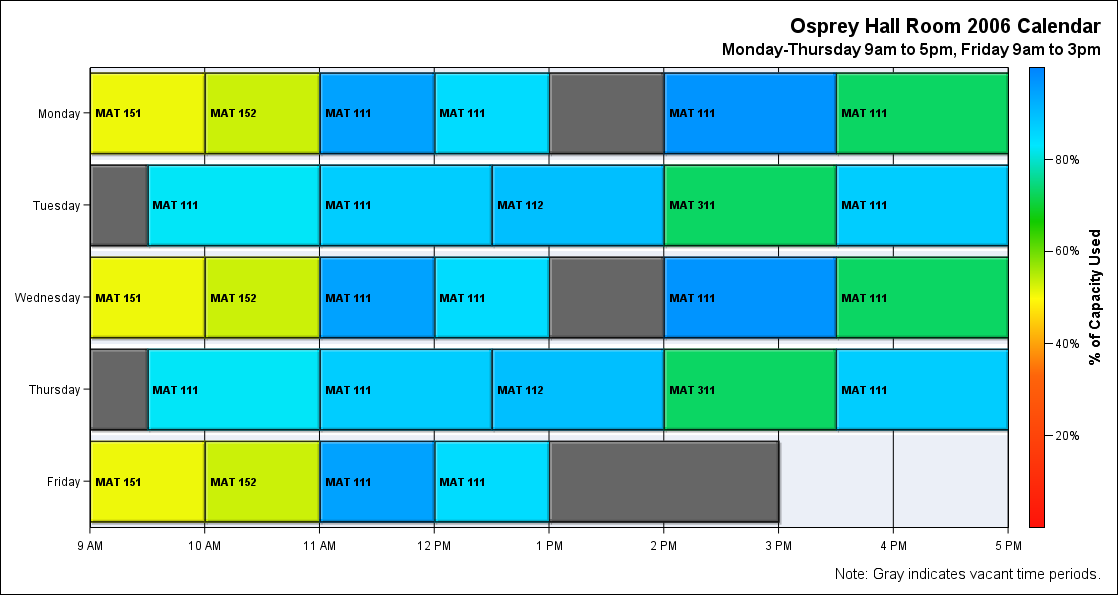 Osprey Hall Room 2006 Calendar
Monday-Thursday 9am to 5pm, Friday 9am to 3pm
Monday MAT 151 MAT 152 MAT 111 MAT 111 MAT 111 MAT 111
Tuesday MAT 111 MAT 111 MAT 112 MAT 311 MAT 111
Wednesday MAT 151 MAT 152 MAT 111 MAT 111 MAT 111 MAT 111
Thursday MAT 111 MAT 111 MAT 112 MAT 311 MAT 111
Friday MAT 151 MAT 152 MAT 111 MAT 111
9 AM 10 AM 11 AM 12 PM 1 PM 2 PM 3 PM 4 PM 5 PM
80%
60%
40%
20%
% of Capacity Used
Note: Gray indicates vacant time periods.